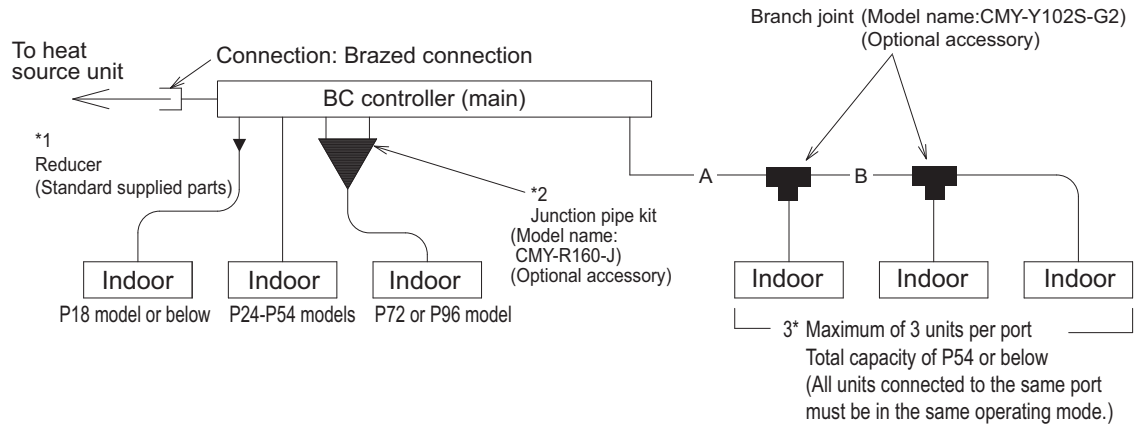 Branch joint (Model name:CMY-Y102S-G2)
(Optional accessory)
To heat
source unit
Connection: Brazed connection
BC controller (main)
*1
Reducer
(Standard supplied parts)
*2
Junction pipe kit
(Model name:
CMY-R160-J)
(Optional accessory)
A
B
Indoor
Indoor
Indoor
Indoor
Indoor
Indoor
P18 model or below
P24-P54 models
P72 or P96 model
3* Maximum of 3 units per port
Total capacity of P54 or below
(All units connected to the same port
must be in the same operating mode.)